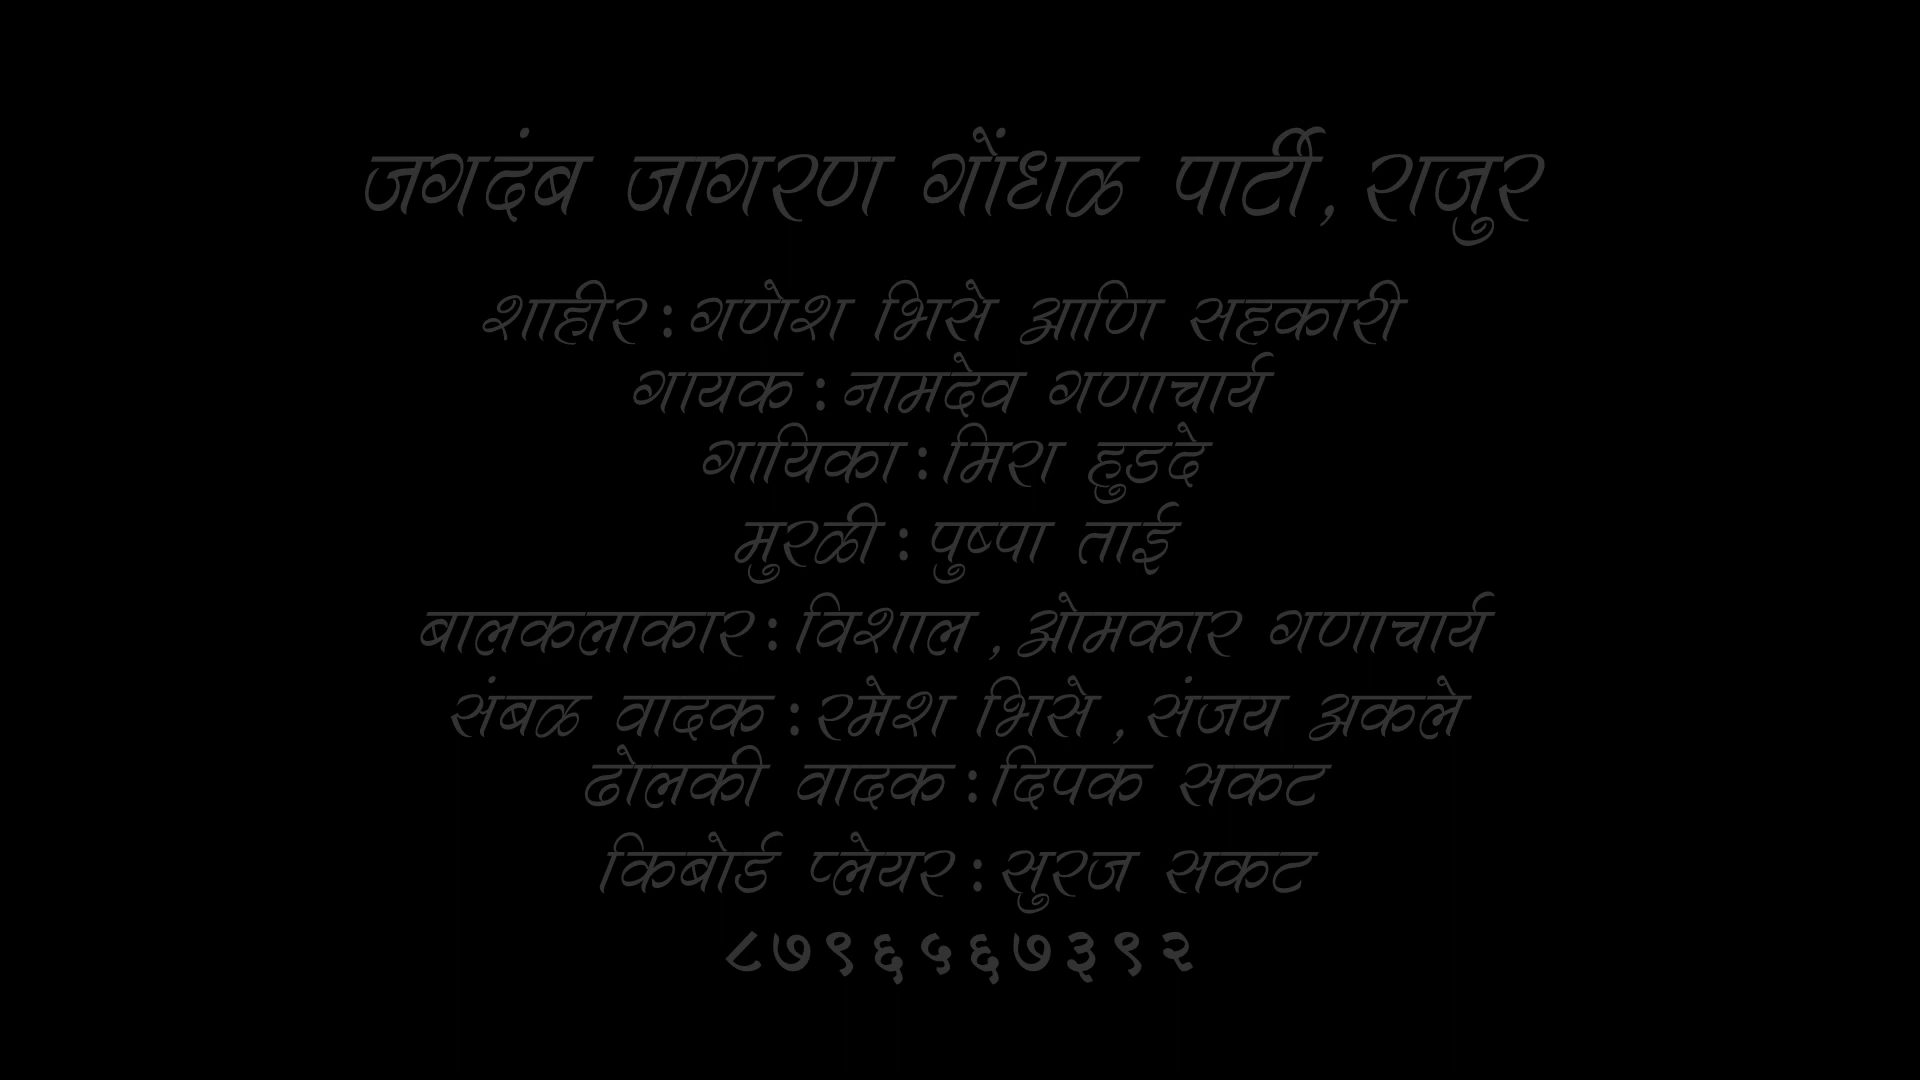 जगदंब जागरण गोंधळ पार्टी, राजुर
शाहीर : गणेश भिसे आणि सहकारी
गायक : नामदेव गणाचार्य
गायिका : मिरा हुडदे
मुरळी : पुष्पा ताई
बालकलाकार : विशाल , ओमकार गणाचार्य
संबळ वादक : रमेश भिसे , संजय अकले
ढोलकी वादक : दिपक सकट
किबोर्ड प्लेयर : सुरज सकट
८७९६५६७३९२